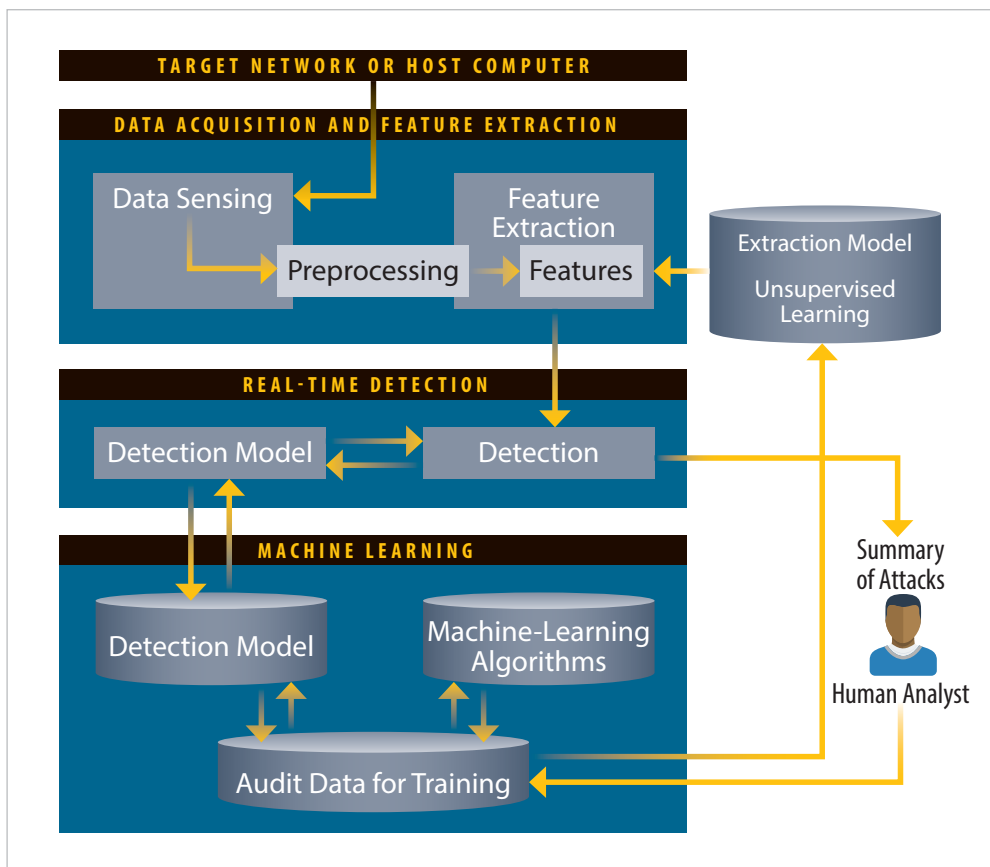 TARGET NETWORK OR HOST COMPUTER
DATA ACQUISITION AND FEATURE EXTRACTION
Data Sensing
Feature
Extraction
Preprocessing
Features
Extraction Model
Unsupervised
Learning
REAL-TIME DETECTION
Detection Model
Detection
MACHINE LEARNING
Detection Model
Machine-Learning
Algorithms
Audit Data for Training
Summary
of Attacks
Human Analyst